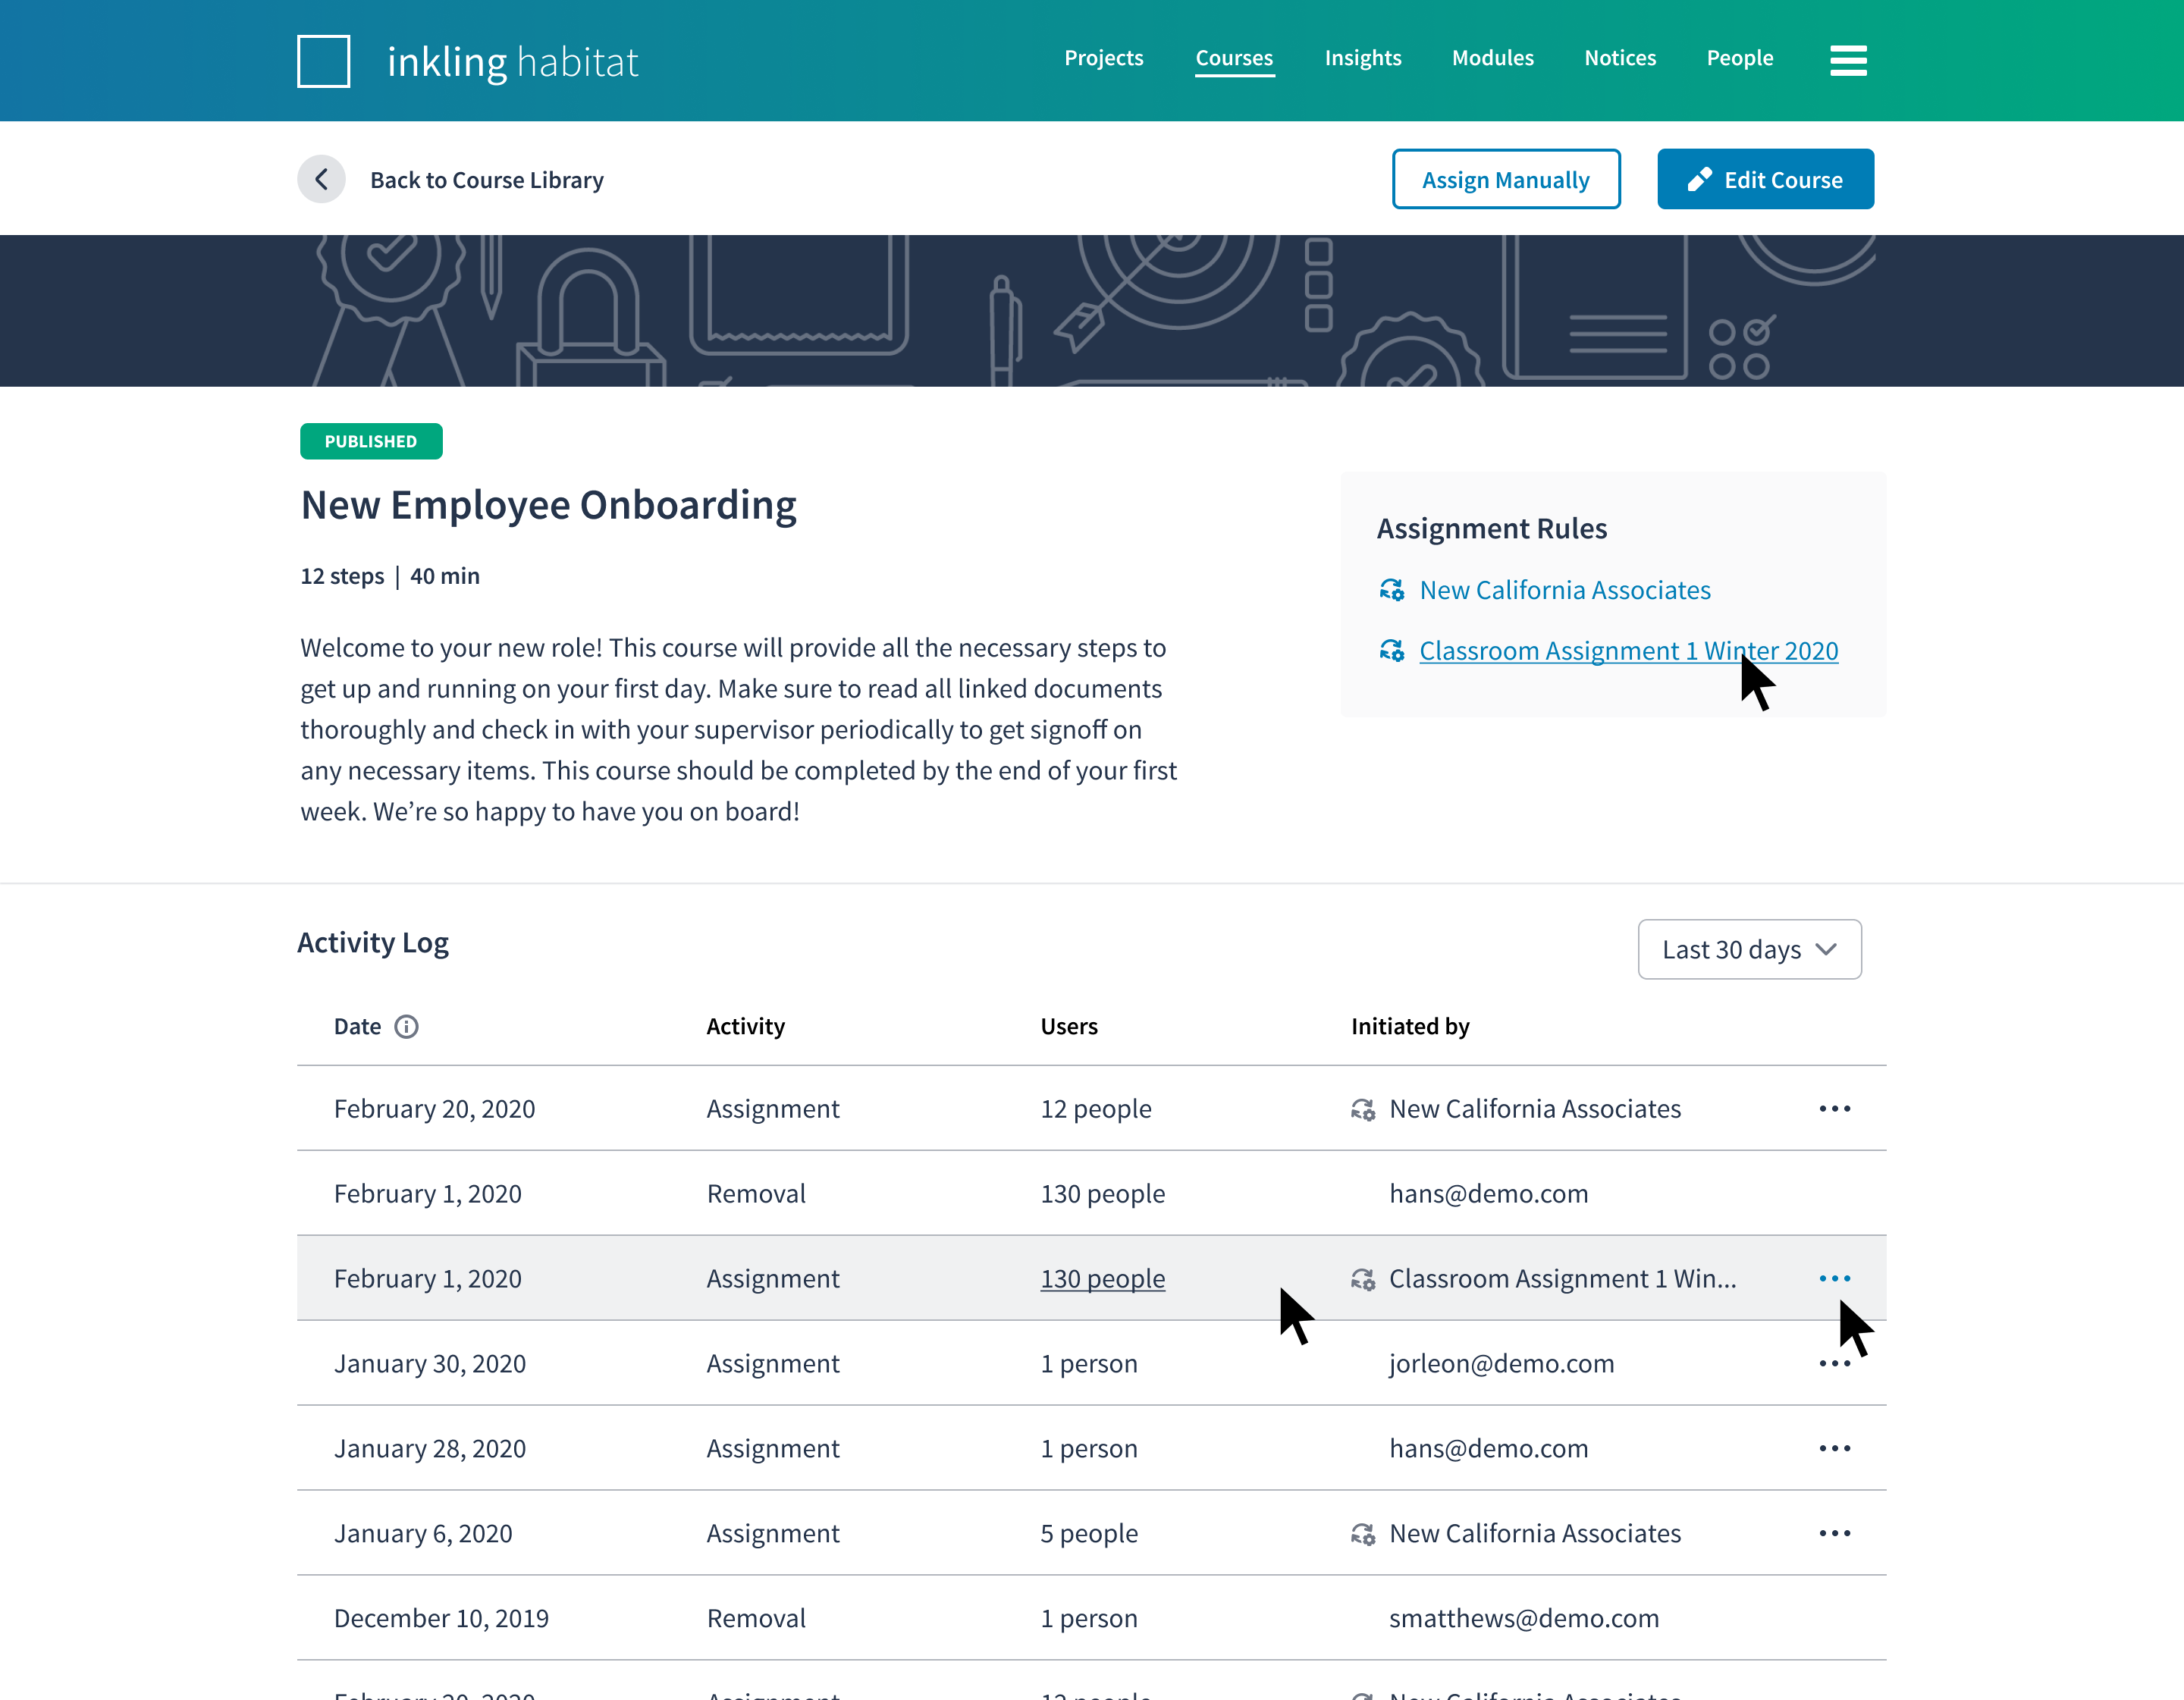 inkling habitat
Projects Courses Insights Modules Notices People
Back to Course Library
Assign Manually
Edit Course
PUBLISHED
New Employee Onboarding
12 steps | 40 min
Welcome to your new role! This course will provide all the necessary steps to
get up and running on your first day. Make sure to read all linked documents
thoroughly and check in with your supervisor periodically to get signoff on
any necessary items. This course should be completed by the end of your first
week. We’re so happy to have you on board!
Assignment Rules
New California Associates
Classroom Assignment 1 Winter 2020
Activity Log
Last 30 days
Date Activity Users Initiated by
February 20, 2020 Assignment 12 people New California Associates
February 1, 2020 Removal 130 people hans@demo.com
February 1, 2020 Assignment 130 people Classroom Assignment 1 Win...
January 30, 2020 Assignment 1 person jorleon@demo.com
January 28, 2020 Assignment 1 person hans@demo.com
January 6, 2020 Assignment 5 people New California Associates
December 10, 2019 Removal 1 person smatthews@demo.com